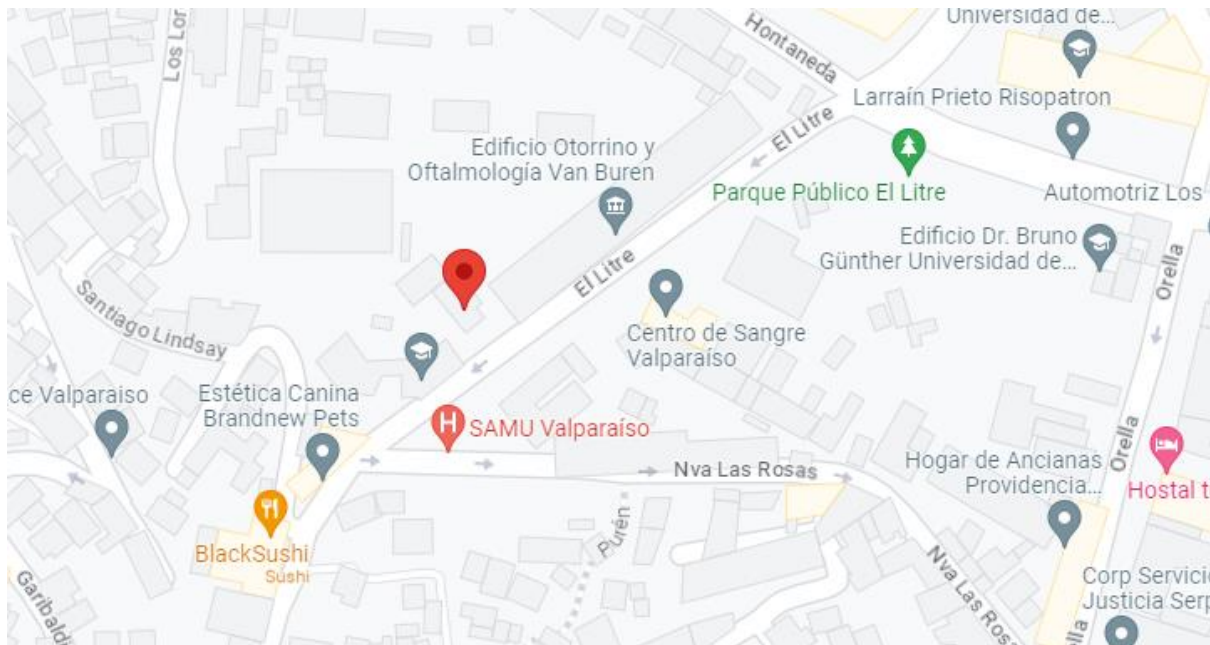 Universidad de...
Hontaneda
Los Lor
Larraín Prieto Risopatron
El Litre
Edificio Otorrino y
Oftalmología Van Buren
Parque Público El Litre
Automotriz Los
Edificio Dr. Bruno
Günther Universidad de...
Orella
El Litre
Santiago Lindsay
Centro de Sangre
Valparaíso
ce Valparaiso
Estética Canina
Brandnew Pets
H
SAMU Valparaíso
Nva Las Rosas
Orella
Hogar de Ancianas
Providencia...
Hostal t
Purén
BlackSushi
Sushi
Garibaldi
Nva Las Rosas
Corp Servici
Justicia Serp
lla